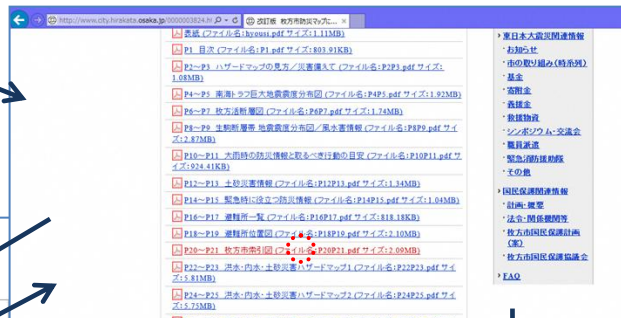 http://www.city.hirakata.osaka.jp/0000003824.ht
改訂版 枚方市防災マップに...
表紙 (ファイル名:hyousi.pdf サイズ:1.11MB)
P1 目次 (ファイル名:P1.pdf サイズ:803.91KB)
P2~P3 ハザードマップの見方/災害備えて (ファイル名:P2P3.pdf サイズ:
1.08MB)
P4~P5 南海トラフ巨大地震震度分布図 (ファイル名:P4P5.pdf サイズ:1.92MB)
P6~P7 枚方活断層図 (ファイル名:P6P7.pdf サイズ:1.74MB)
P8~P9 生駒断層帯 地震震度分布図/風水害情報 (ファイル名:P8P9.pdf サイ
ズ:2.87MB)
P10~P11 大雨時の防災情報と取るべき行動の目安 (ファイル名:P10P11.pdf サ
イズ:924.41KB)
P12~P13 土砂災害情報 (ファイル名:P12P13.pdf サイズ:1.34MB)
P14~P15 緊急時に役立つ防災情報 (ファイル名:P14P15.pdf サイズ:1.04MB)
P16~P17 避難所一覧 (ファイル名:P16P17.pdf サイズ:818.18KB)
P18~P19 避難所位置図 (ファイル名:P18P19.pdf サイズ:2.10MB)
P20~P21 枚方市索引図 (ファイル名:P20P21.pdf サイズ:2.09MB)
P22~P23 洪水・内水・土砂災害ハザードマップ1 (ファイル名:P22P23.pdf サイ
ズ:5.81MB)
P24~P25 洪水・内水・土砂災害ハザードマップ2 (ファイル名:P24P25.pdf サイ
ズ:5.75MB)
東日本大震災関連情報
お知らせ
市の取り組み(時系列)
基金
寄附金
義援金
救援物資
シンポジウム・交流会
職員派遣
緊急消防援助隊
その他
国民保護関連情報
計画・概要
法令・関係機関等
枚方市国民保護計画
(案)
枚方市国民保護協議会
FAQ